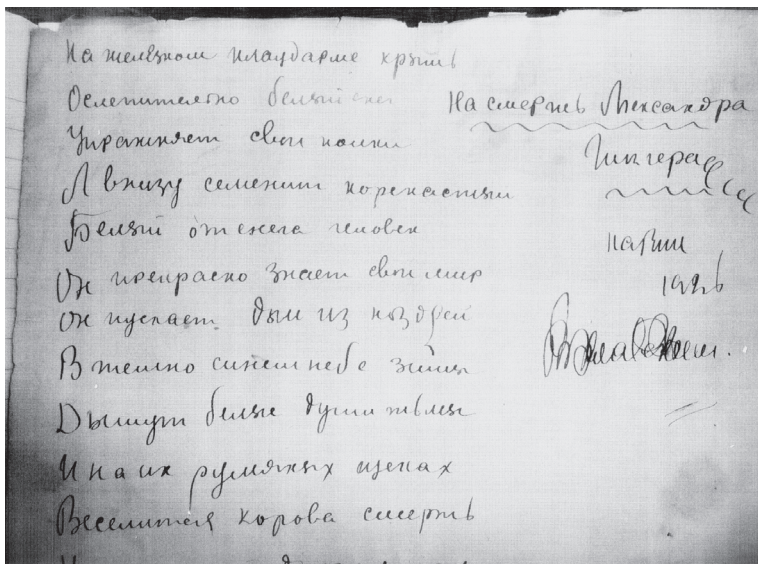 На железном плацдарме крыш
Ослепительно белый снег
Упражняет свои полки
А внизу семенит коренастый
Белый от снега человек
Он прекрасно знает свой мир
Он пускает дым из ноздрей
В темно синем небе зимы
Дышут белые души
И на их румяных щеках
Веселится корова смерть
На смерть Александра
1926